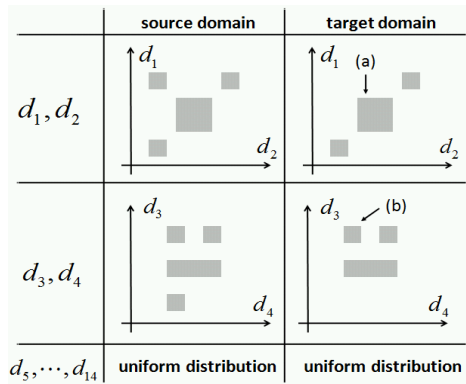 source domain target domain
d₁ d₁ (a)
d₁, d₂
d₂ d₂
d₃ d₃ (b)
d₃, d₄
d₄ d₄
d₅, ⋯, d₁₄ uniform distribution uniform distribution